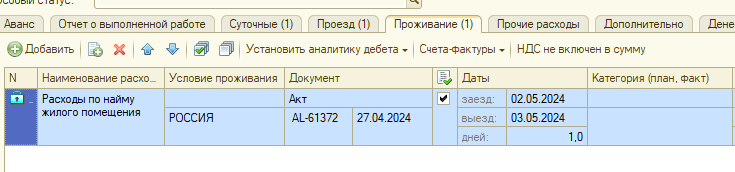 собый статус:
Аванс Отчет о выполненной работе Суточные (1) Проезд (1) Проживание (1) Прочие расходы Дополнительно Дене
Добавить Установить аналитику дебета Счета-фактуры НДС не включен в сумму
N Наименование расхо... Условие проживания Документ Даты Категория (план, факт)
Расходы по найму жилого помещения Акт заезд: 02.05.2024
РОССИЯ AL-61372 27.04.2024 выезд: 03.05.2024
дней: 1,0